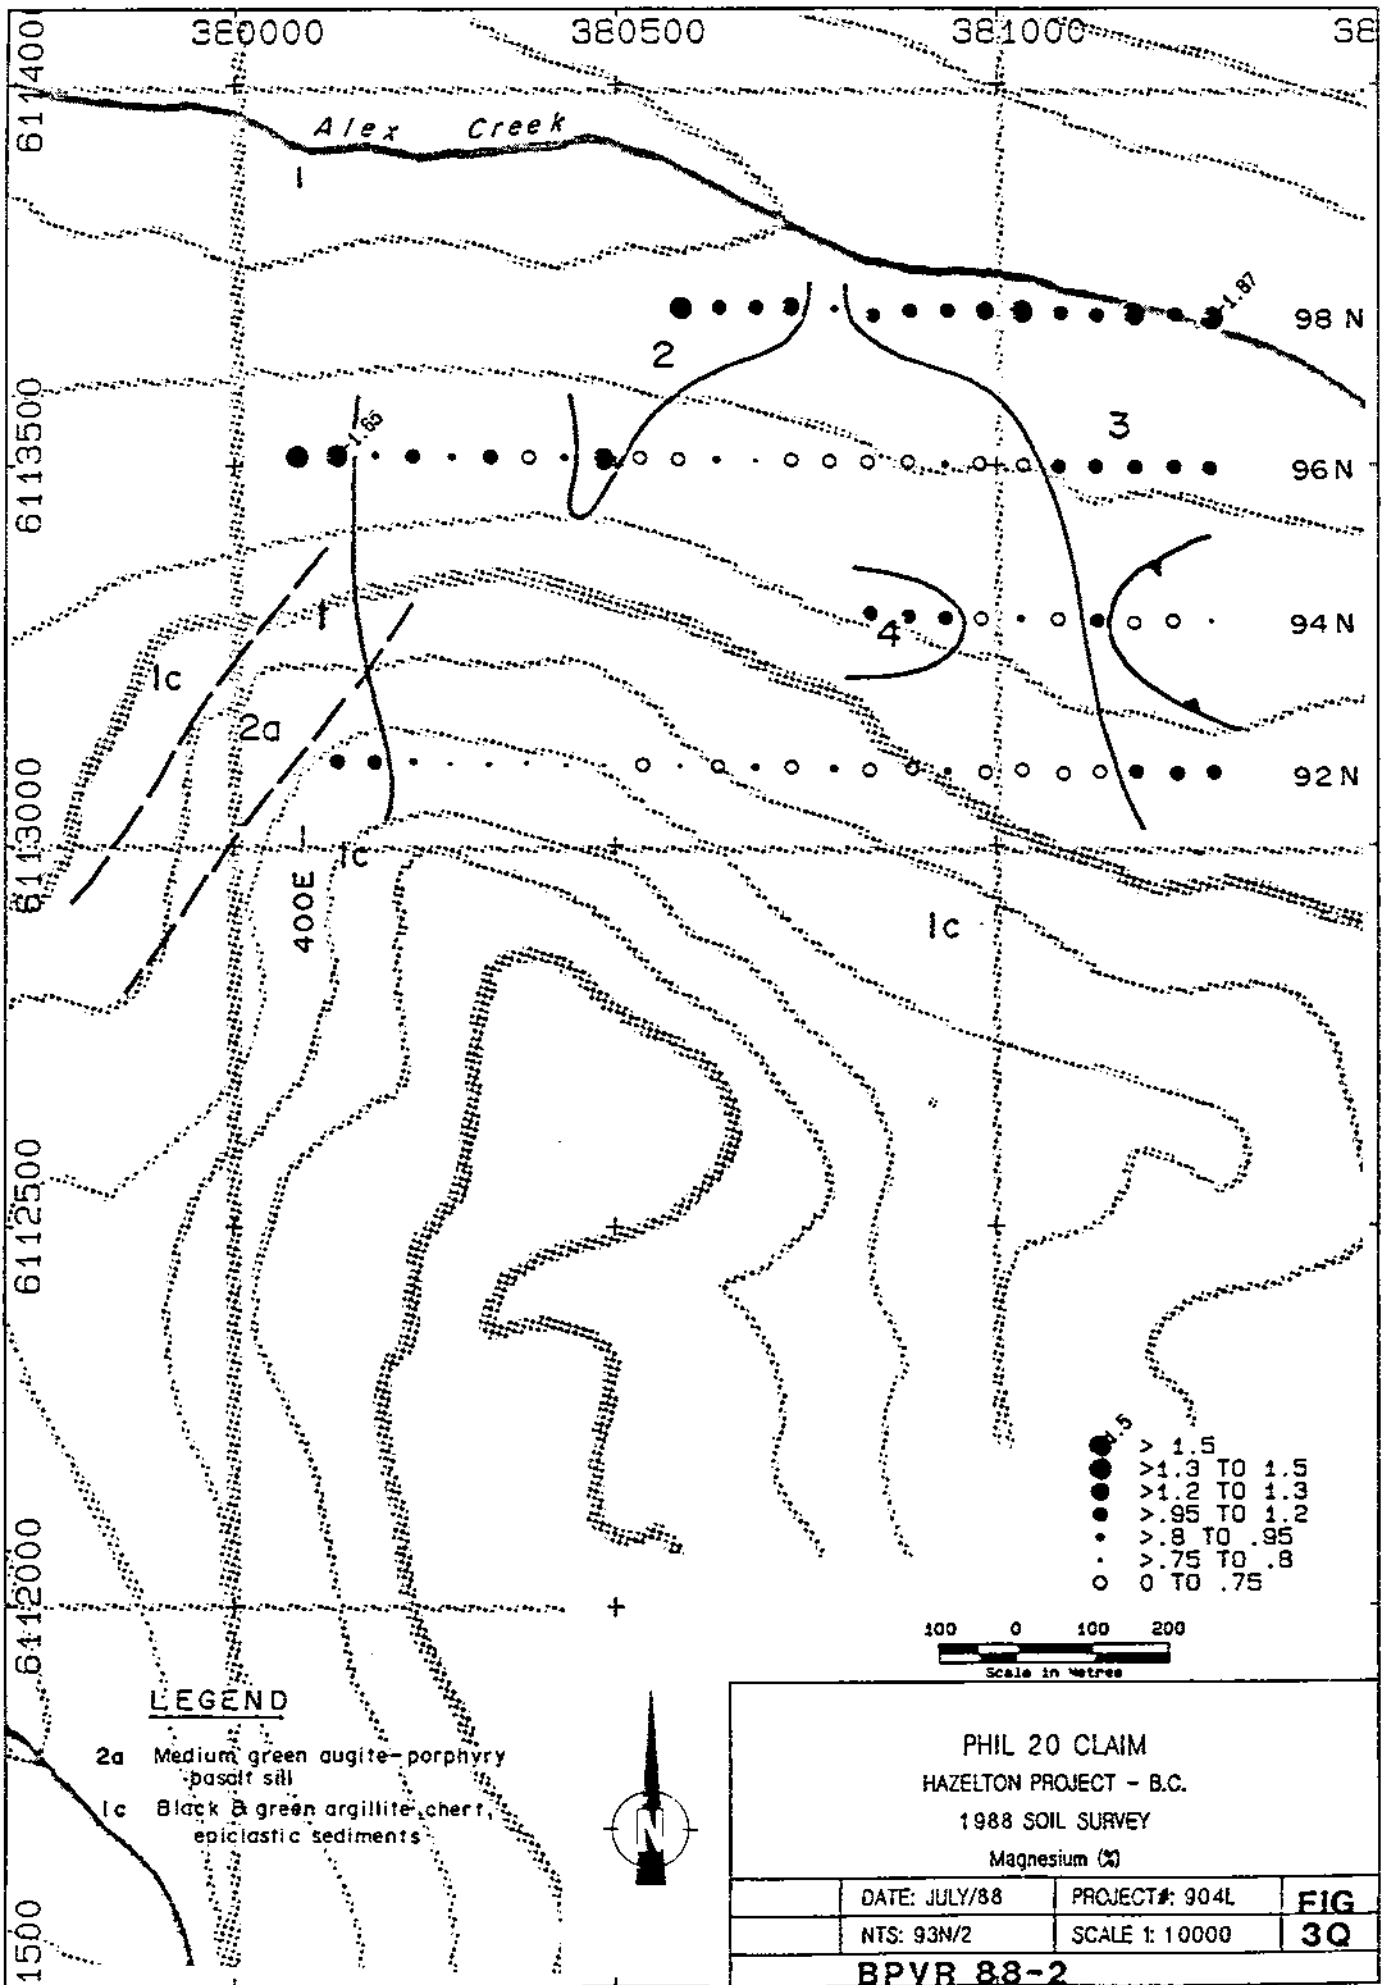 380000 380500 381000 38
611400
Alex Creek
1
-1.87
98 N
2
6113500
-1.65
3
96 N
1
4
94 N
1c
2a
92 N
6113000
1c
400E
1c
6112500
1.5
> 1.5
>1.3 TO 1.5
>1.2 TO 1.3
>.95 TO 1.2
>.8 TO .95
>.75 TO .8
0 TO .75
6112000
100 0 100 200
Scale in Metres
LEGEND
2a Medium green augite-porphyry
basalt sill
1c Black & green argillite, chert,
epiclastic sediments
N
1500
PHIL 20 CLAIM
HAZELTON PROJECT - B.C.
1988 SOIL SURVEY
Magnesium (%)
DATE: JULY/88 PROJECT#: 904L FIG
NTS: 93N/2 SCALE 1: 10000 3Q
BPVR 88-2